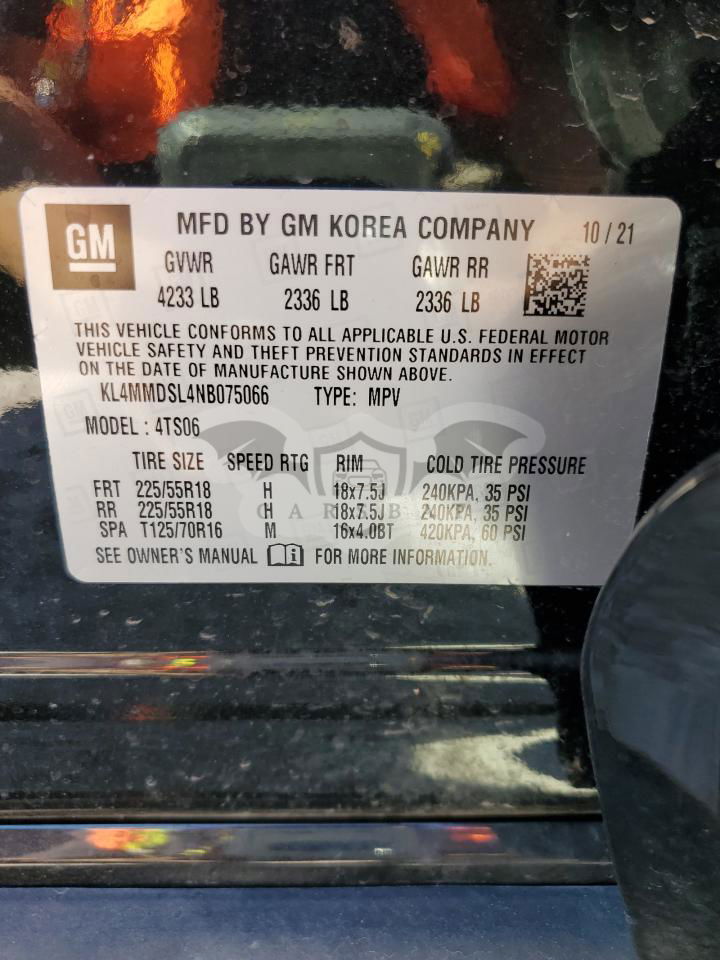 GM
MFD BY GM KOREA COMPANY 10 / 21
GVWR GAWR FRT GAWR RR
4233 LB 2336 LB 2336 LB
THIS VEHICLE CONFORMS TO ALL APPLICABLE U.S. FEDERAL MOTOR
VEHICLE SAFETY AND THEFT PREVENTION STANDARDS IN EFFECT
ON THE DATE OF MANUFACTURE SHOWN ABOVE.
KL4MMDSL4NB075066 TYPE: MPV
MODEL : 4TS06
TIRE SIZE SPEED RTG RIM COLD TIRE PRESSURE
FRT 225/55R18 H 18x7.5J 240KPA, 35 PSI
RR 225/55R18 H 18x7.5J 240KPA, 35 PSI
SPA T125/70R16 M 16x4.0BT 420KPA, 60 PSI
SEE OWNER'S MANUAL FOR MORE INFORMATION.